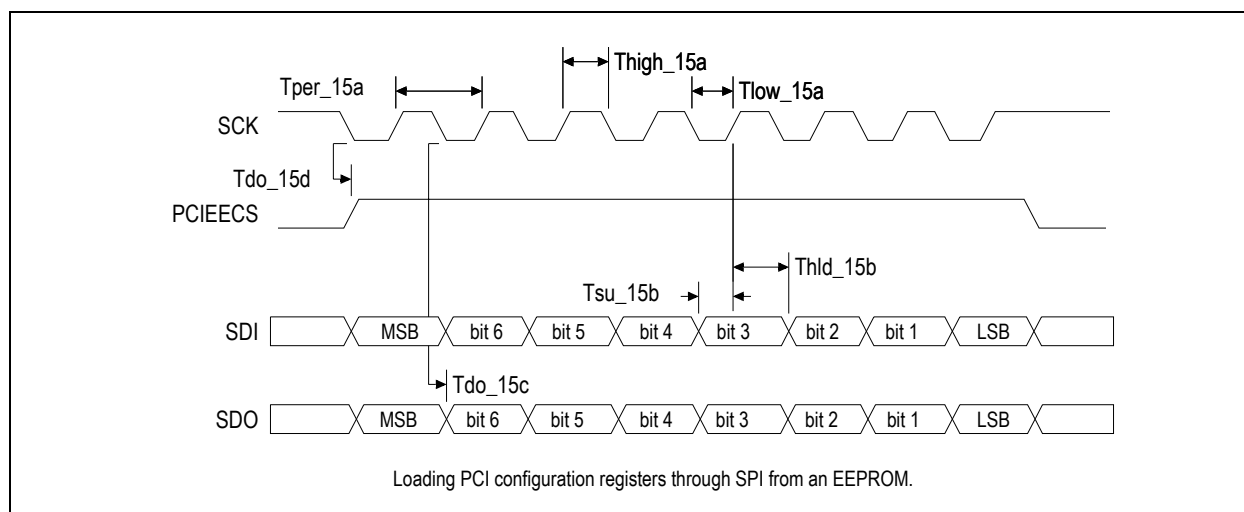 Thigh_15a
Tper_15a
Tlow_15a
SCK
Tdo_15d
PCIEECS
Thld_15b
Tsu_15b
SDI MSB bit 6 bit 5 bit 4 bit 3 bit 2 bit 1 LSB
Tdo_15c
SDO MSB bit 6 bit 5 bit 4 bit 3 bit 2 bit 1 LSB
Loading PCI configuration registers through SPI from an EEPROM.